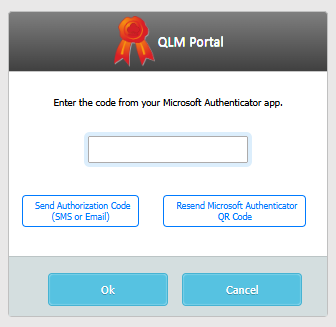 QLM Portal
Enter the code from your Microsoft Authenticator app.
Send Authorization Code
(SMS or Email)
Resend Microsoft Authenticator
QR Code
Ok
Cancel